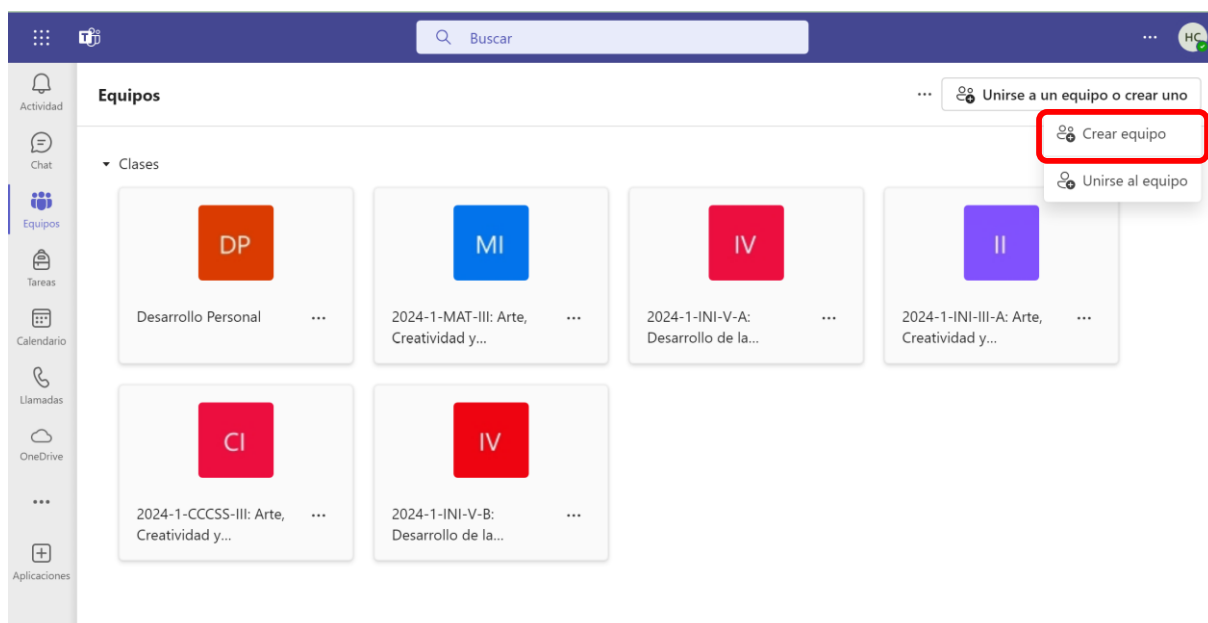 Buscar
HC
Actividad
Chat
Equipos
Tareas
Calendario
Llamadas
OneDrive
Aplicaciones
Equipos
Unirse a un equipo o crear uno
Crear equipo
Unirse al equipo
Clases
DP
Desarrollo Personal
MI
2024-1-MAT-III: Arte,
Creatividad y...
IV
2024-1-INI-V-A:
Desarrollo de la...
II
2024-1-INI-III-A: Arte,
Creatividad y...
CI
2024-1-CCCSS-III: Arte,
Creatividad y...
IV
2024-1-INI-V-B:
Desarrollo de la...